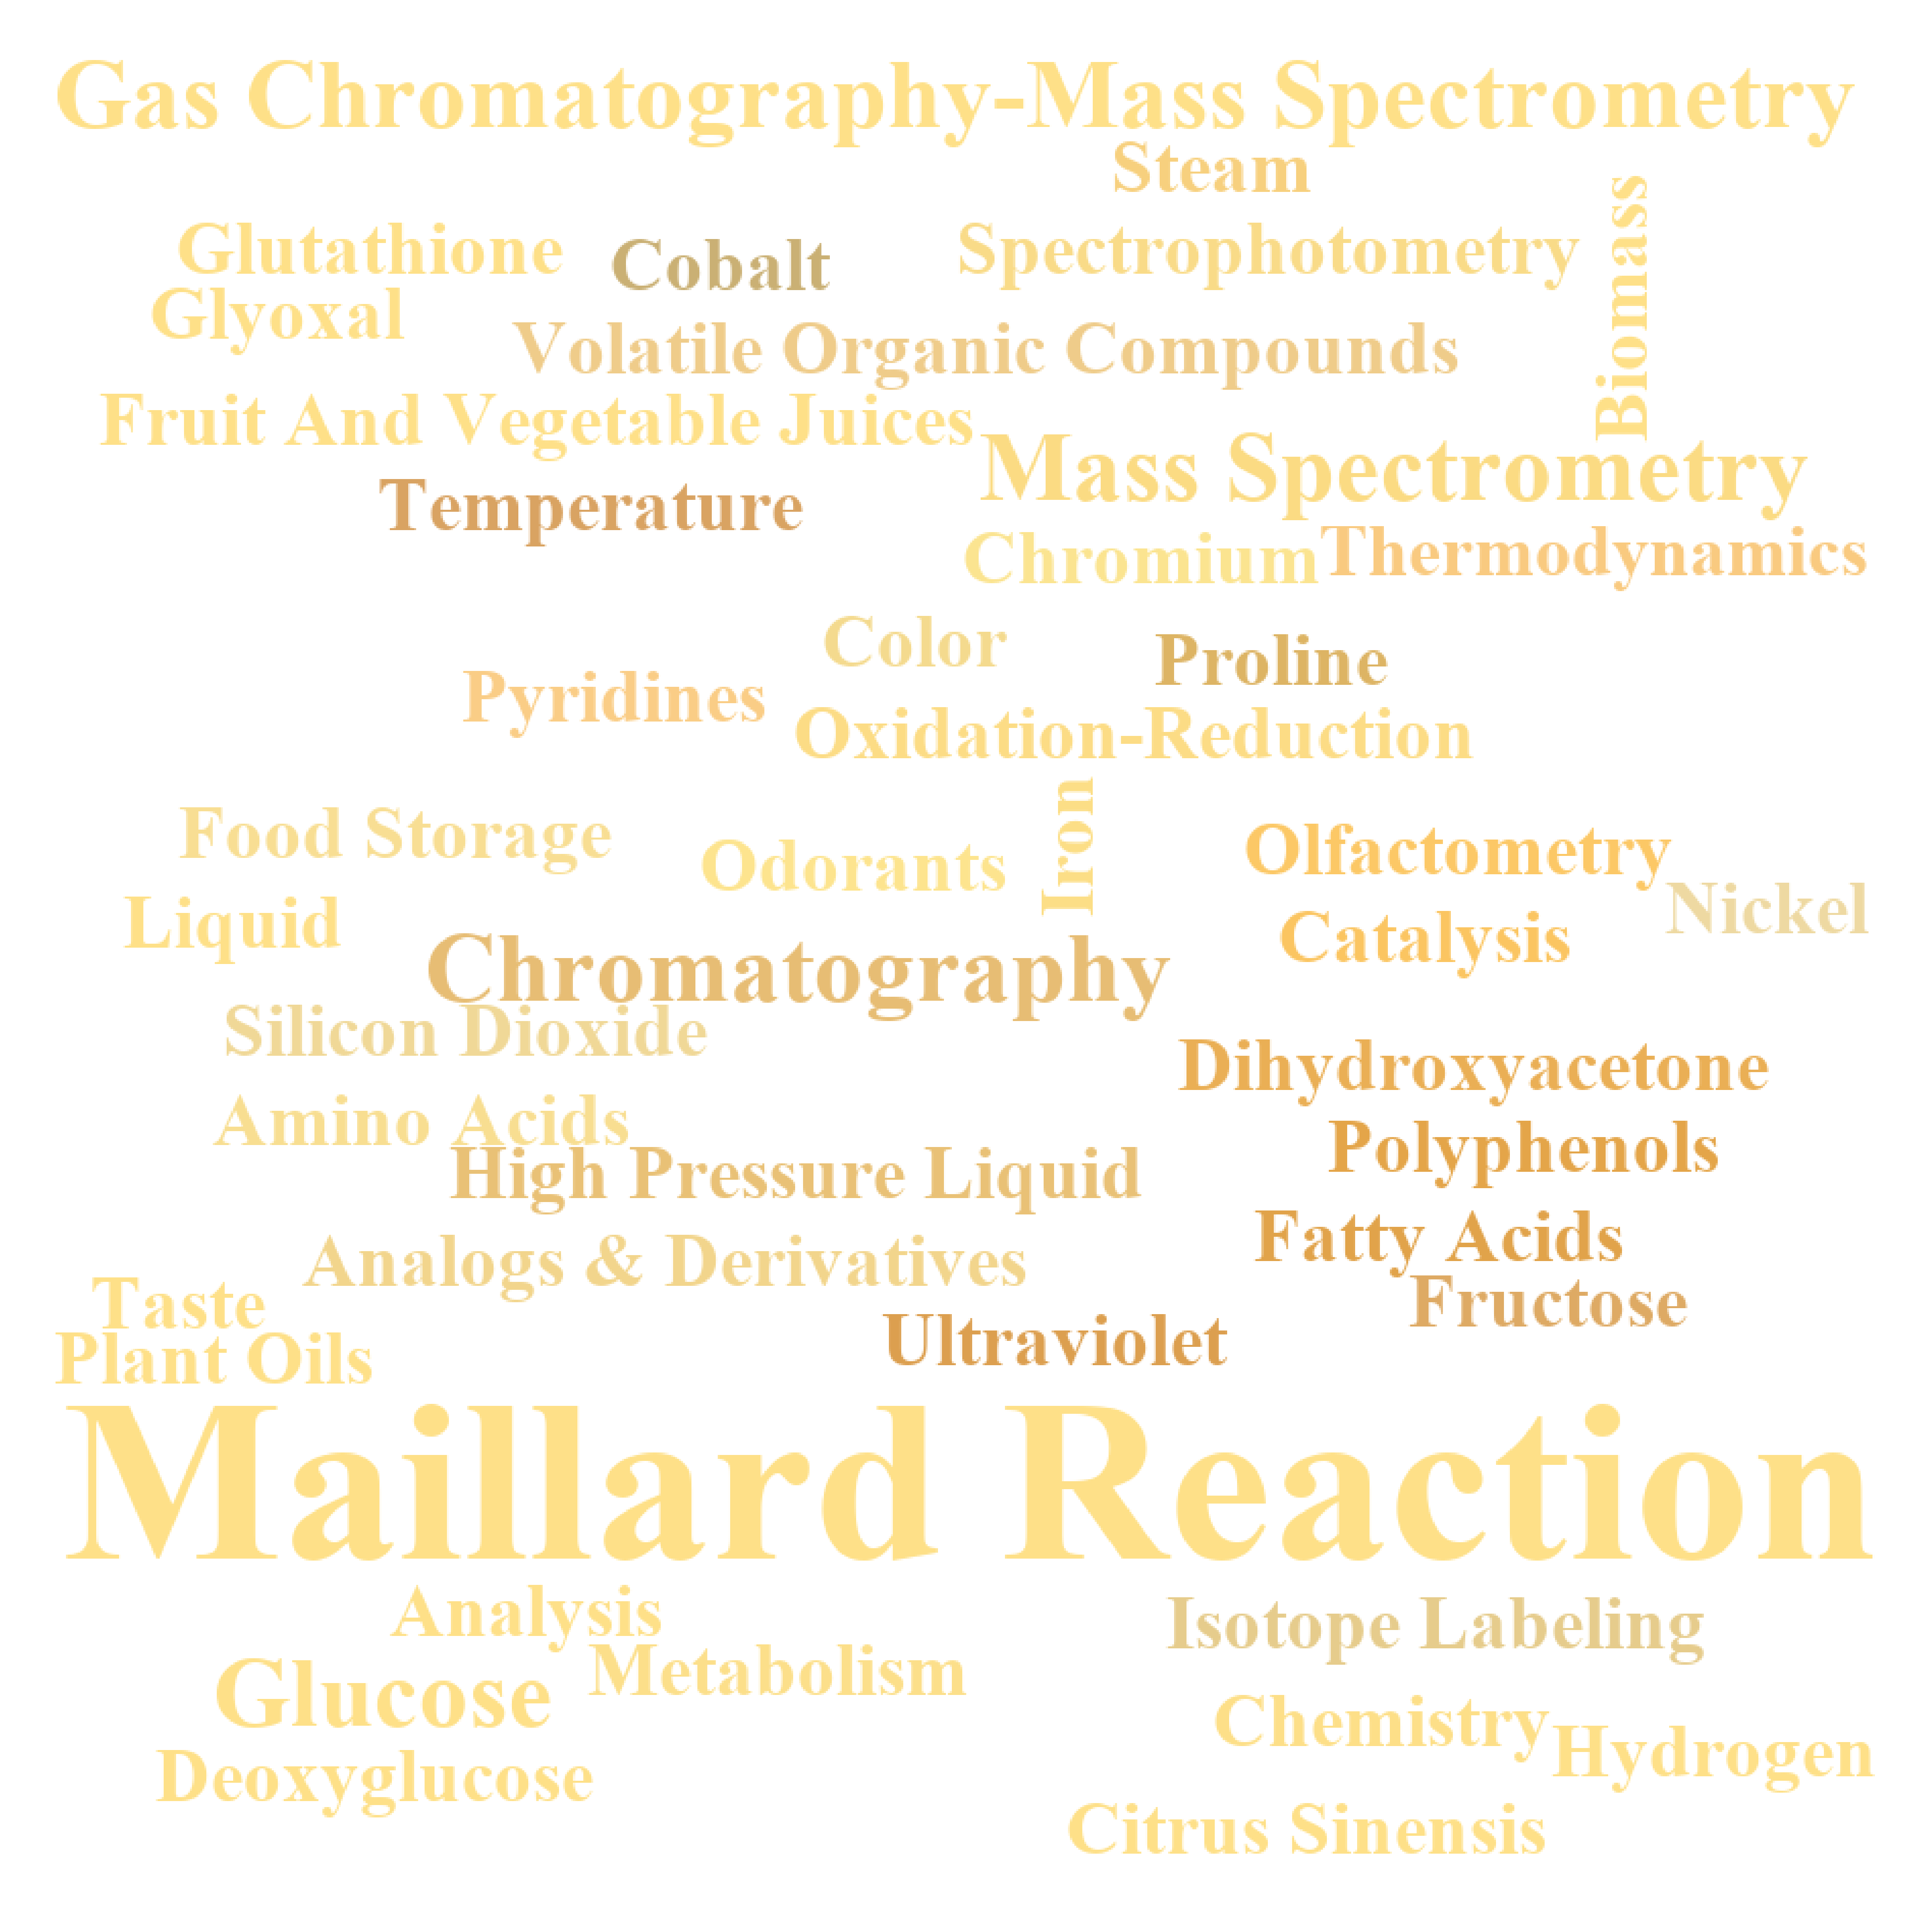 Gas Chromatography-Mass Spectrometry
Steam
Biomass
Glutathione
Cobalt
Spectrophotometry
Glyoxal
Volatile Organic Compounds
Fruit And Vegetable Juices
Mass Spectrometry
Temperature
Chromium
Thermodynamics
Color
Proline
Pyridines
Oxidation-Reduction
Iron
Food Storage
Odorants
Olfactometry
Nickel
Liquid
Catalysis
Chromatography
Silicon Dioxide
Dihydroxyacetone
Amino Acids
Polyphenols
High Pressure Liquid
Fatty Acids
Analogs & Derivatives
Fructose
Taste
Ultraviolet
Plant Oils
Maillard Reaction
Analysis
Isotope Labeling
Metabolism
Glucose
Chemistry
Hydrogen
Deoxyglucose
Citrus Sinensis